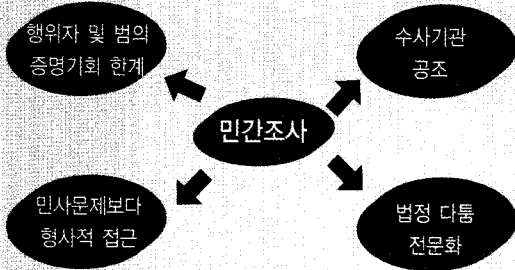 행위자 및 범의
증명기회 한계
수사기관
공조
민간조사
민사문제보다
형사적 접근
법정 다툼
전문화